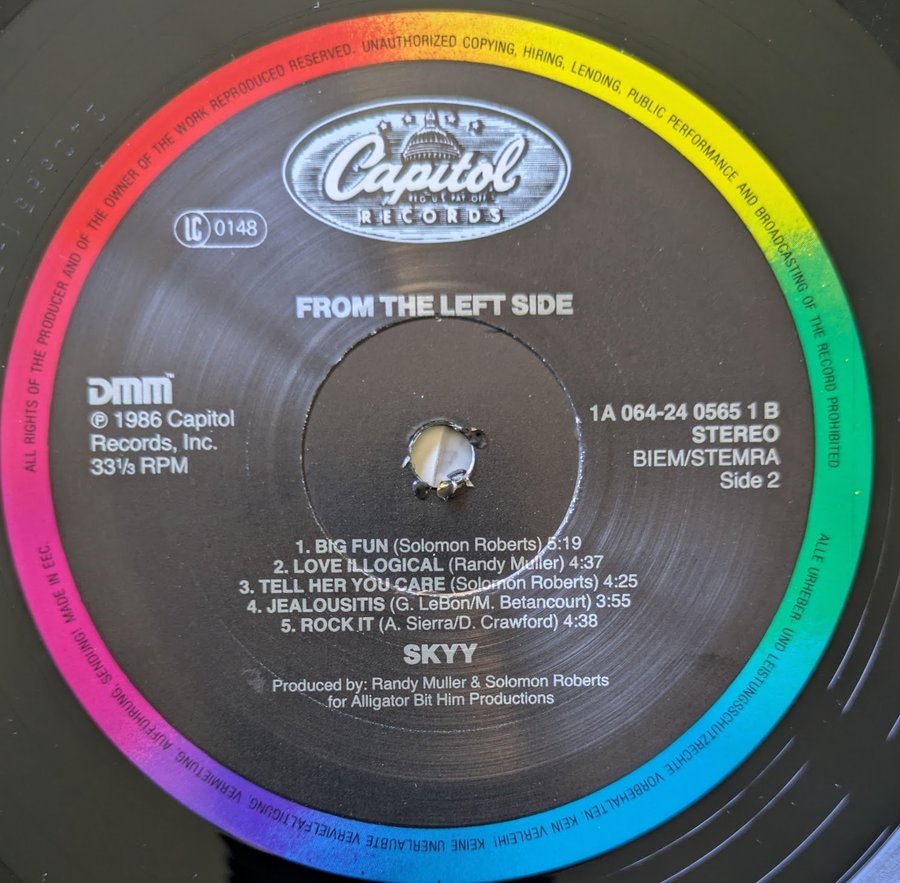 ALL RIGHTS OF THE PRODUCER AND OF THE OWNER OF THE WORK REPRODUCED RESERVED. UNAUTHORIZED COPYING, HIRING, LENDING, PUBLIC PERFORMANCE AND BROADCASTING OF THE RECORD PROHIBITED.
Capitol
REG. U.S. PAT. OFF.
RECORDS
LC 0148
FROM THE LEFT SIDE
DMM™
℗ 1986 Capitol
Records, Inc.
33⅓ RPM
1A 064-24 0565 1 B
STEREO
BIEM/STEMRA
Side 2
1. BIG FUN (Solomon Roberts) 5:19
2. LOVE ILLOGICAL (Randy Muller) 4:37
3. TELL HER YOU CARE (Solomon Roberts) 4:25
4. JEALOUSITIS (G. LeBon/M. Betancourt) 3:55
5. ROCK IT (A. Sierra/D. Crawford) 4:38
SKYY
Produced by: Randy Muller & Solomon Roberts
for Alligator Bit Him Productions
ALLE URHEBER- UND LEISTUNGSSCHUTZRECHTE VORBEHALTEN. KEIN VERLEIH! KEINE UNERLAUBTE VERVIELFÄLTIGUNG, VERMIETUNG, AUFFÜHRUNG, SENDUNG! MADE IN EEC.